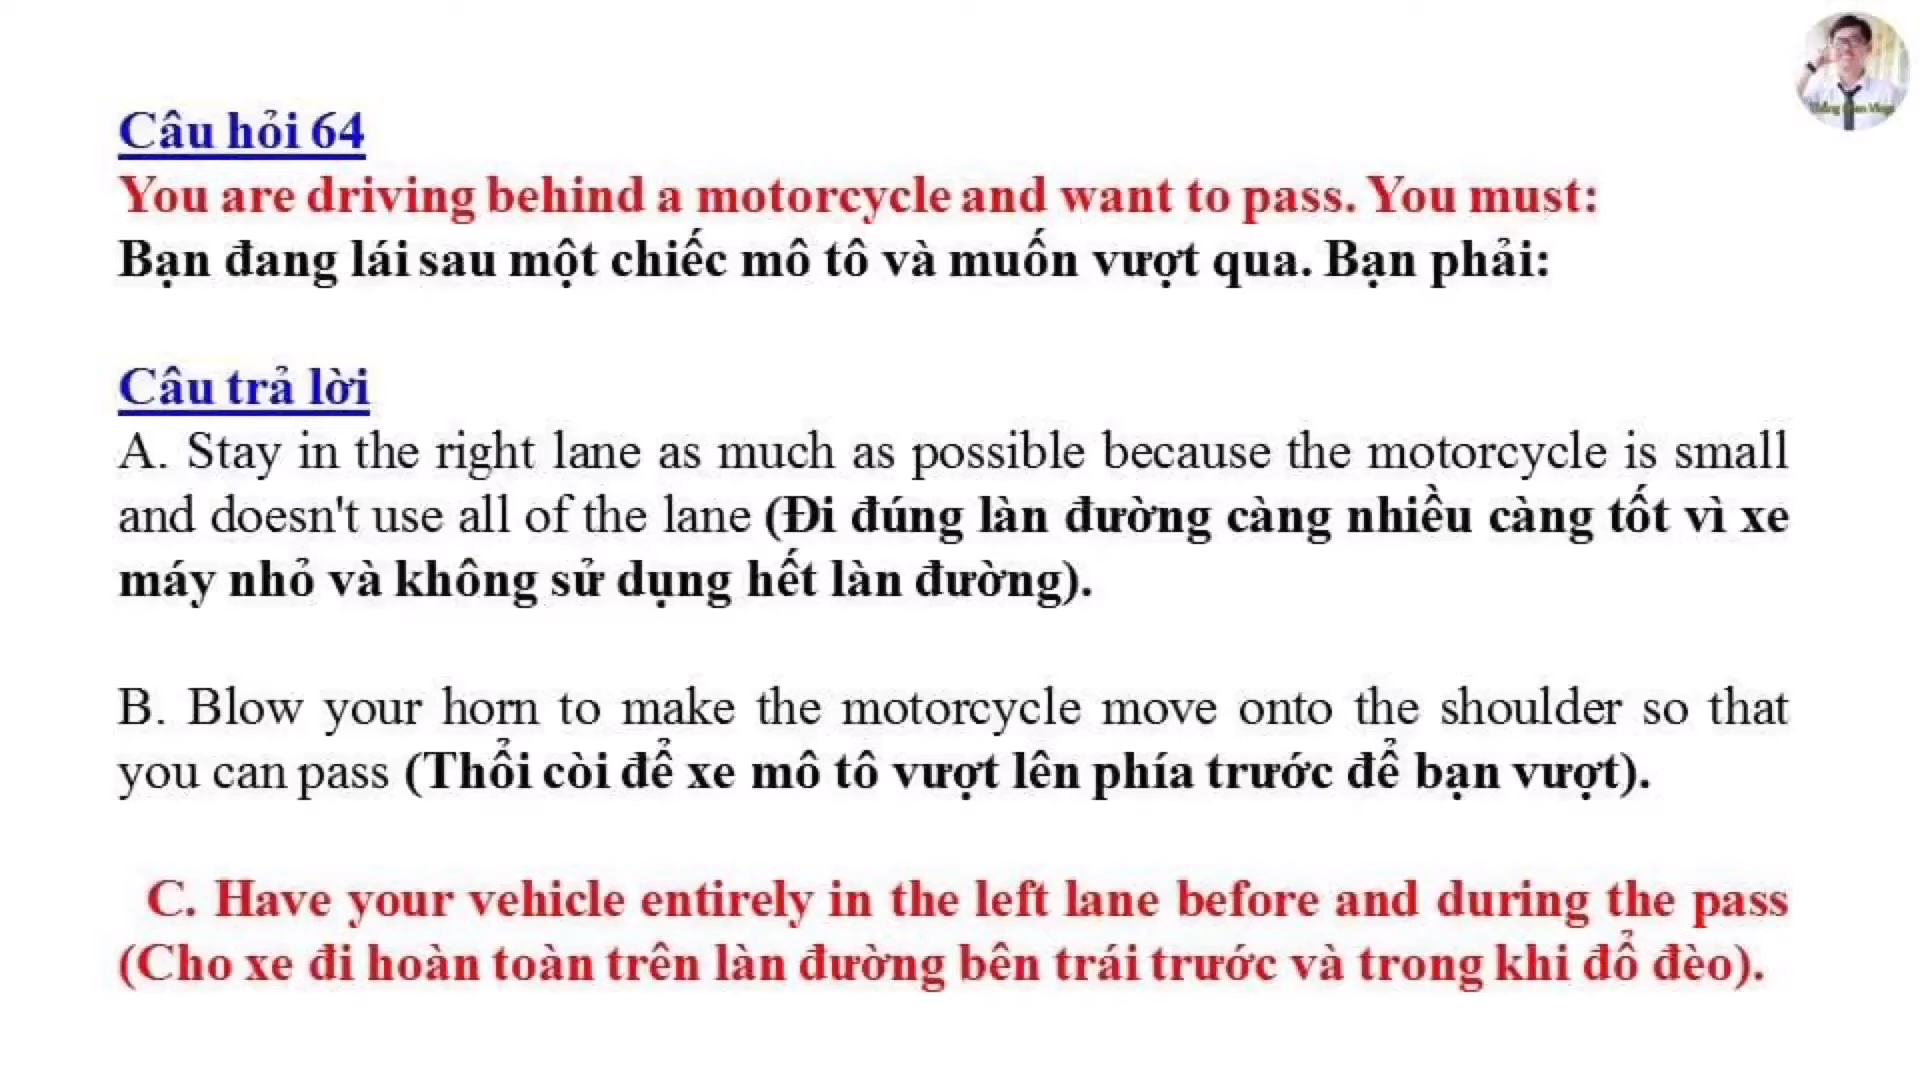 Câu hỏi 64
You are driving behind a motorcycle and want to pass. You must:
Bạn đang lái sau một chiếc mô tô và muốn vượt qua. Bạn phải:
Câu trả lời
A. Stay in the right lane as much as possible because the motorcycle is small
and doesn't use all of the lane (Đi đúng làn đường càng nhiều càng tốt vì xe
máy nhỏ và không sử dụng hết làn đường).
B. Blow your horn to make the motorcycle move onto the shoulder so that
you can pass (Thổi còi để xe mô tô vượt lên phía trước để bạn vượt).
C. Have your vehicle entirely in the left lane before and during the pass
(Cho xe đi hoàn toàn trên làn đường bên trái trước và trong khi đổ đèo).